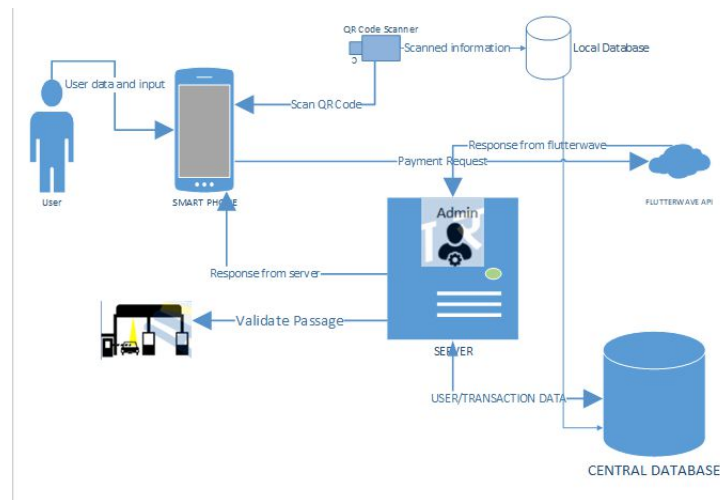 QR Code Scanner
Scanned information
Local Database
User data and input
Scan QR Code
Response from flutterwave
Payment Request
User
SMART PHONE
FLUTTERWAVE API
Admin
Response from server
Validate Passage
SERVER
USER/TRANSACTION DATA
CENTRAL DATABASE